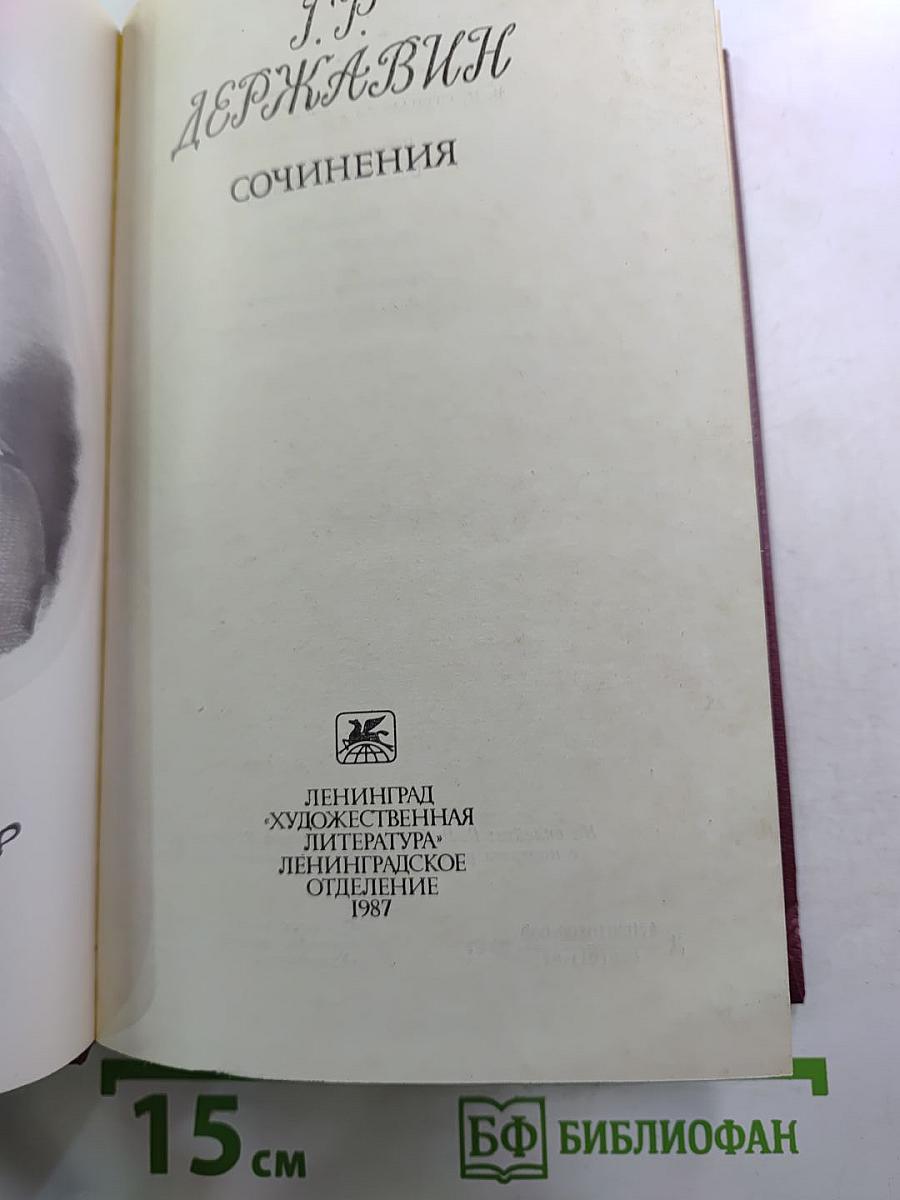 Г. Р.
ДЕРЖАВИН
СОЧИНЕНИЯ
ЛЕНИНГРАД
«ХУДОЖЕСТВЕННАЯ
ЛИТЕРАТУРА»
ЛЕНИНГРАДСКОЕ
ОТДЕЛЕНИЕ
1987
15 см
БФ БИБЛИОФАН